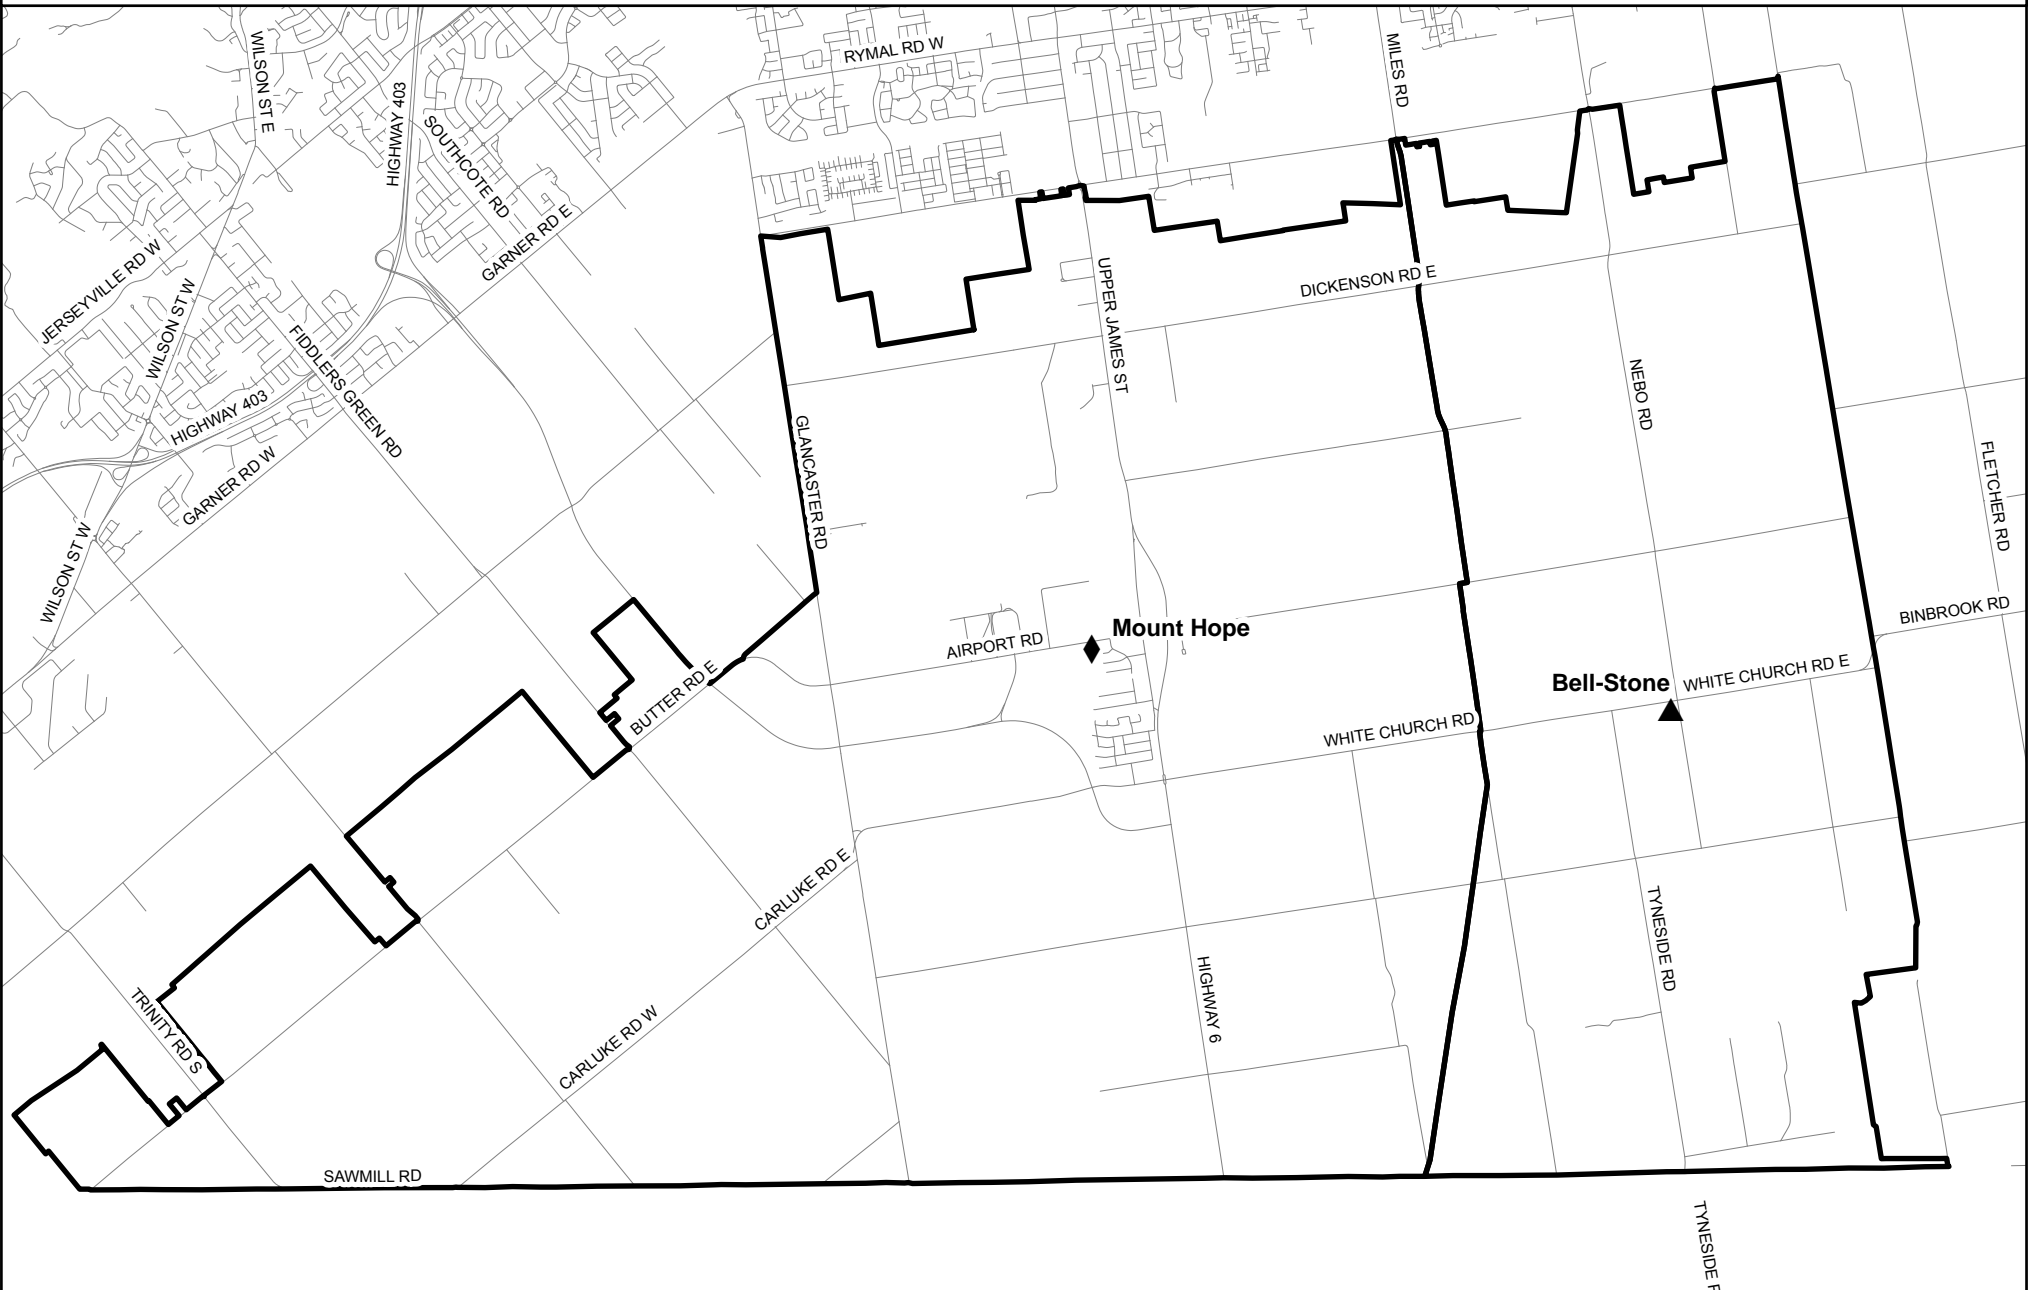 WILSON ST E
HIGHWAY 403
SOUTHCOTE RD
RYMAL RD W
MILES RD
GARNER RD E
JERSEYVILLE RD W
WILSON ST W
FIDDLERS GREEN RD
HIGHWAY 403
GARNER RD W
WILSON ST W
UPPER JAMES ST
DICKENSON RD E
NEBO RD
GLANCASTER RD
FLETCHER RD
BINBROOK RD
AIRPORT RD
Mount Hope
Bell-Stone
WHITE CHURCH RD E
BUTTER RD E
WHITE CHURCH RD
CARLUKE RD E
TYNESIDE RD
HIGHWAY 6
TRINITY RD S
CARLUKE RD W
SAWMILL RD
TYNESIDE